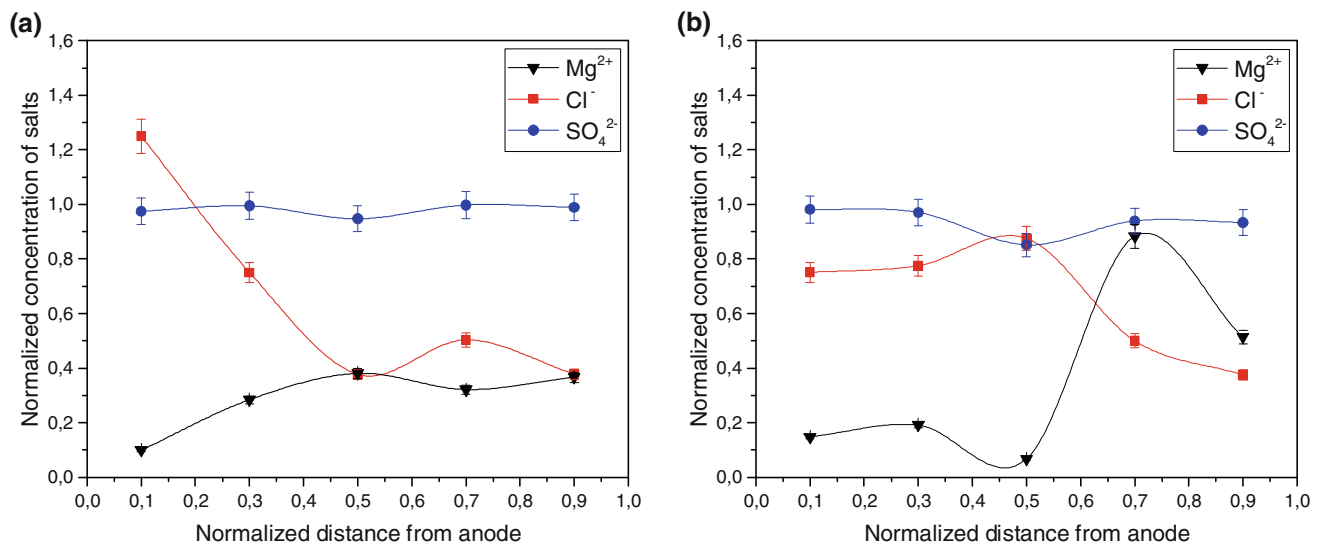 (a)
1,6
1,4
1,2
1,0
0,8
0,6
0,4
0,2
0,0
Normalized concentration of salts
Mg²⁺
Cl⁻
SO₄²⁻
0,0 0,1 0,2 0,3 0,4 0,5 0,6 0,7 0,8 0,9 1,0
Normalized distance from anode
(b)
1,6
1,4
1,2
1,0
0,8
0,6
0,4
0,2
0,0
Normalized concentration of salts
Mg²⁺
Cl⁻
SO₄²⁻
0,0 0,1 0,2 0,3 0,4 0,5 0,6 0,7 0,8 0,9 1,0
Normalized distance from anode